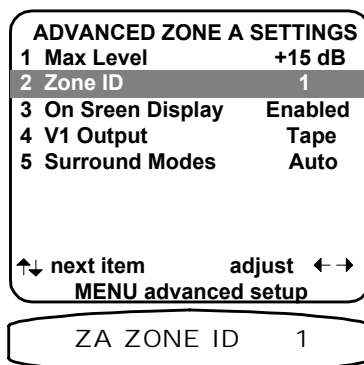 ADVANCED ZONE A SETTINGS
1 Max Level +15 dB
2 Zone ID 1
3 On Sreen Display Enabled
4 V1 Output Tape
5 Surround Modes Auto
↑↓ next item adjust ←→
MENU advanced setup
ZA ZONE ID 1